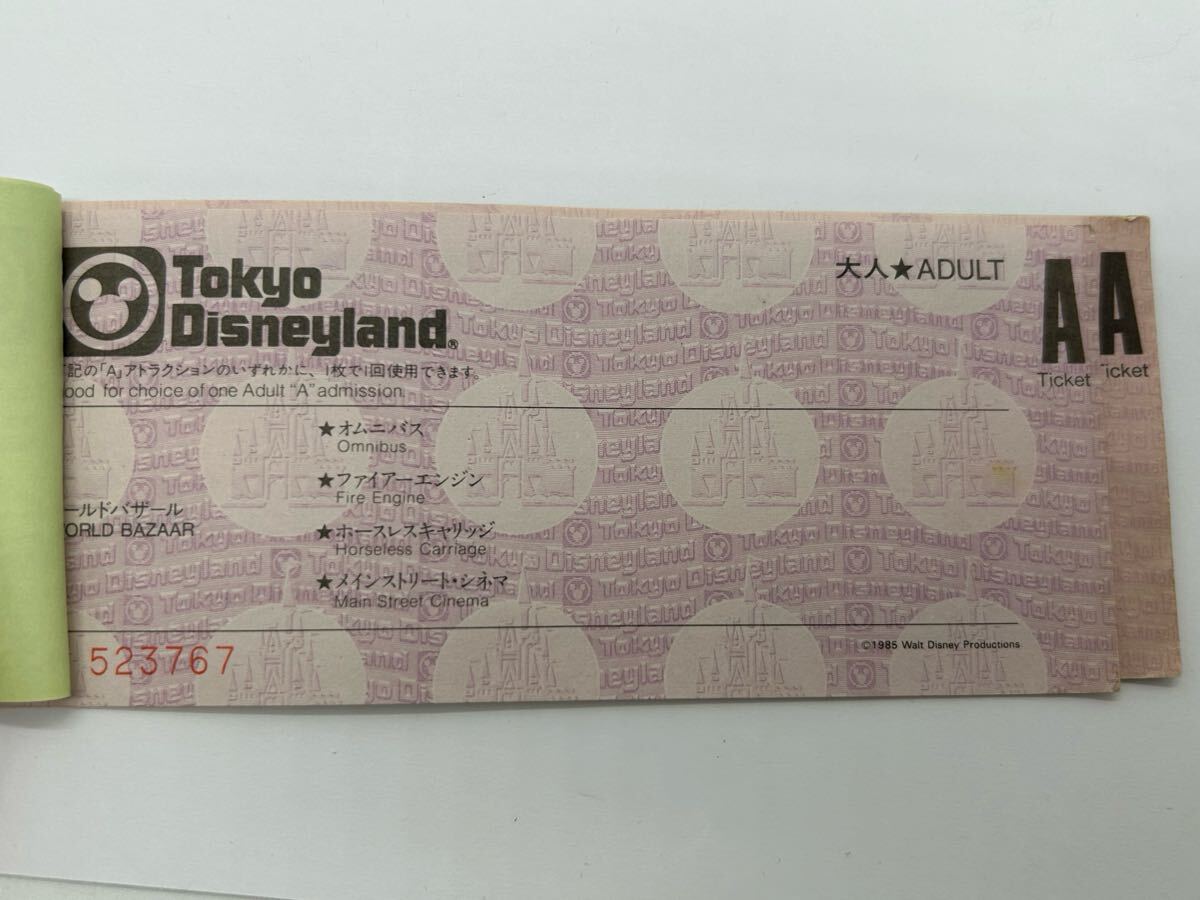 Tokyo
Disneyland®
大人★ADULT
A
Ticket
A
Ticket
下記の「A」アトラクションのいずれかに、1枚で1回使用できます。
ood for choice of one Adult "A" admission.
★オムニバス
Omnibus
★ファイアーエンジン
Fire Engine
ールドバザール
ORLD BAZAAR
★ホースレスキャリッジ
Horseless Carriage
★メインストリート・シネマ
Main Street Cinema
523767
©1985 Walt Disney Productions